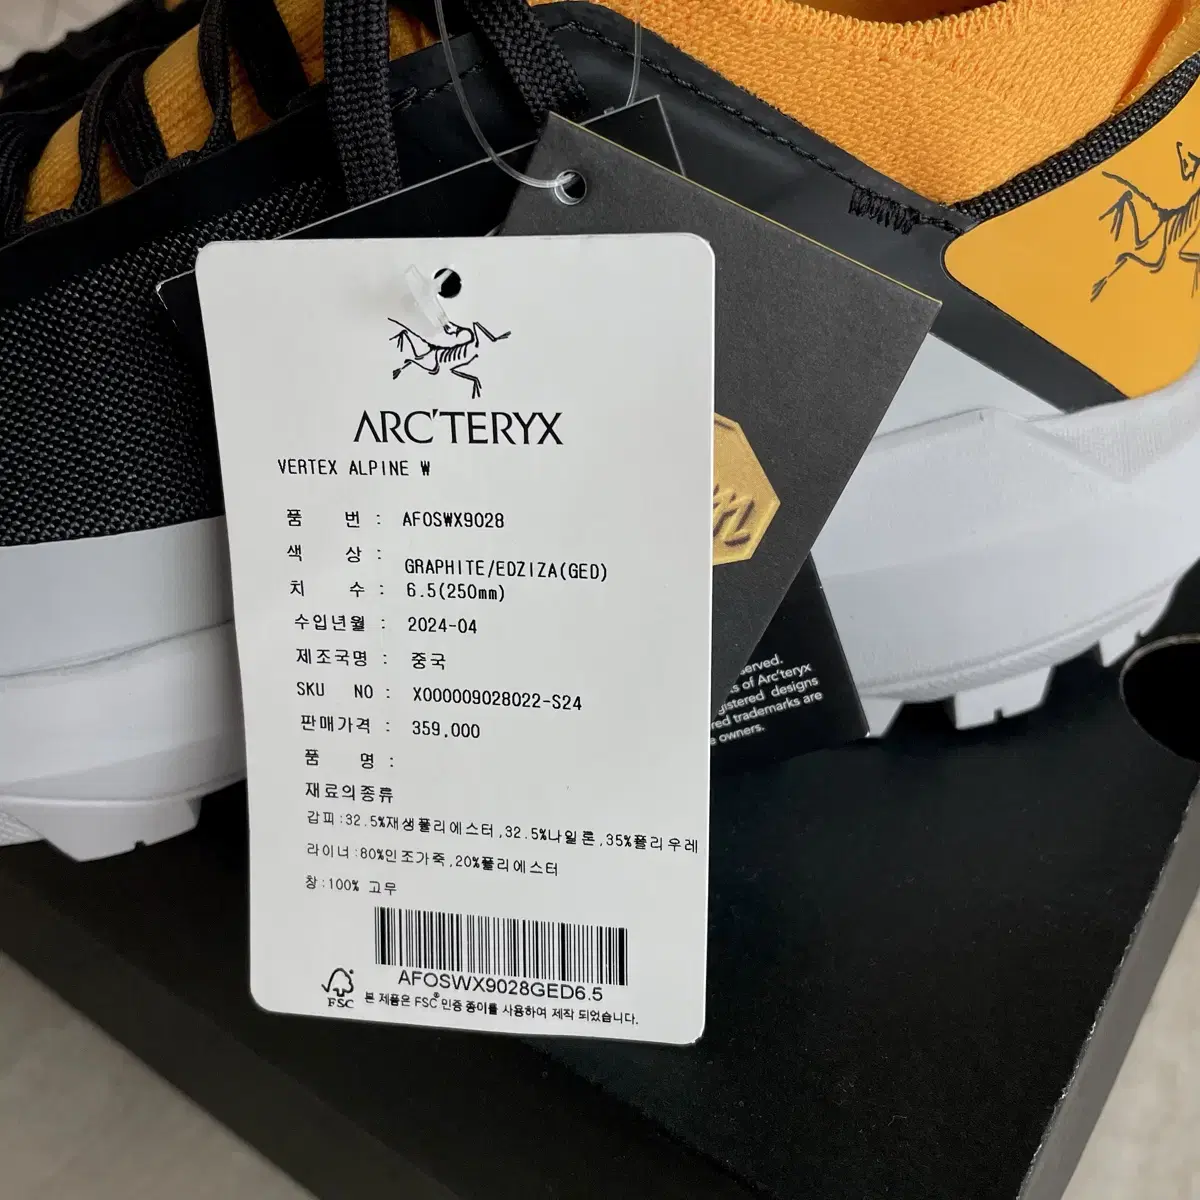 ARC'TERYX
VERTEX ALPINE W
품 번 : AFOSWX9028
색 상 : GRAPHITE/EDZIZA(GED)
치 수 : 6.5(250mm)
수입년월 : 2024-04
제조국명 : 중국
SKU NO : X000009028022-S24
판매가격 : 359,000
품 명 :
재료의종류
갑피:32.5%재생폴리에스터,32.5%나일론,35%폴리우레
라이너:80%인조가죽,20%폴리에스터
창:100% 고무
AFOSWX9028GED6.5
FSC 본 제품은 FSC® 인증 종이를 사용하여 제작 되었습니다.
of Arc'teryx
designs
trademarks are
owners.